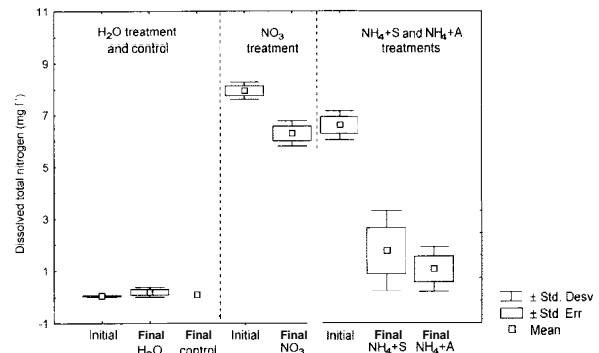 H₂O treatment
and control
NO₃
treatment
NH₄+S and NH₄+A
treatments
Dissolved total nitrogen (mg l⁻¹)
11
9
7
5
3
1
-1
Initial
Final
H₂O
Final
control
Initial
Final
NO₃
Initial
Final
NH₄+S
Final
NH₄+A
± Std. Desv
± Std. Err
Mean